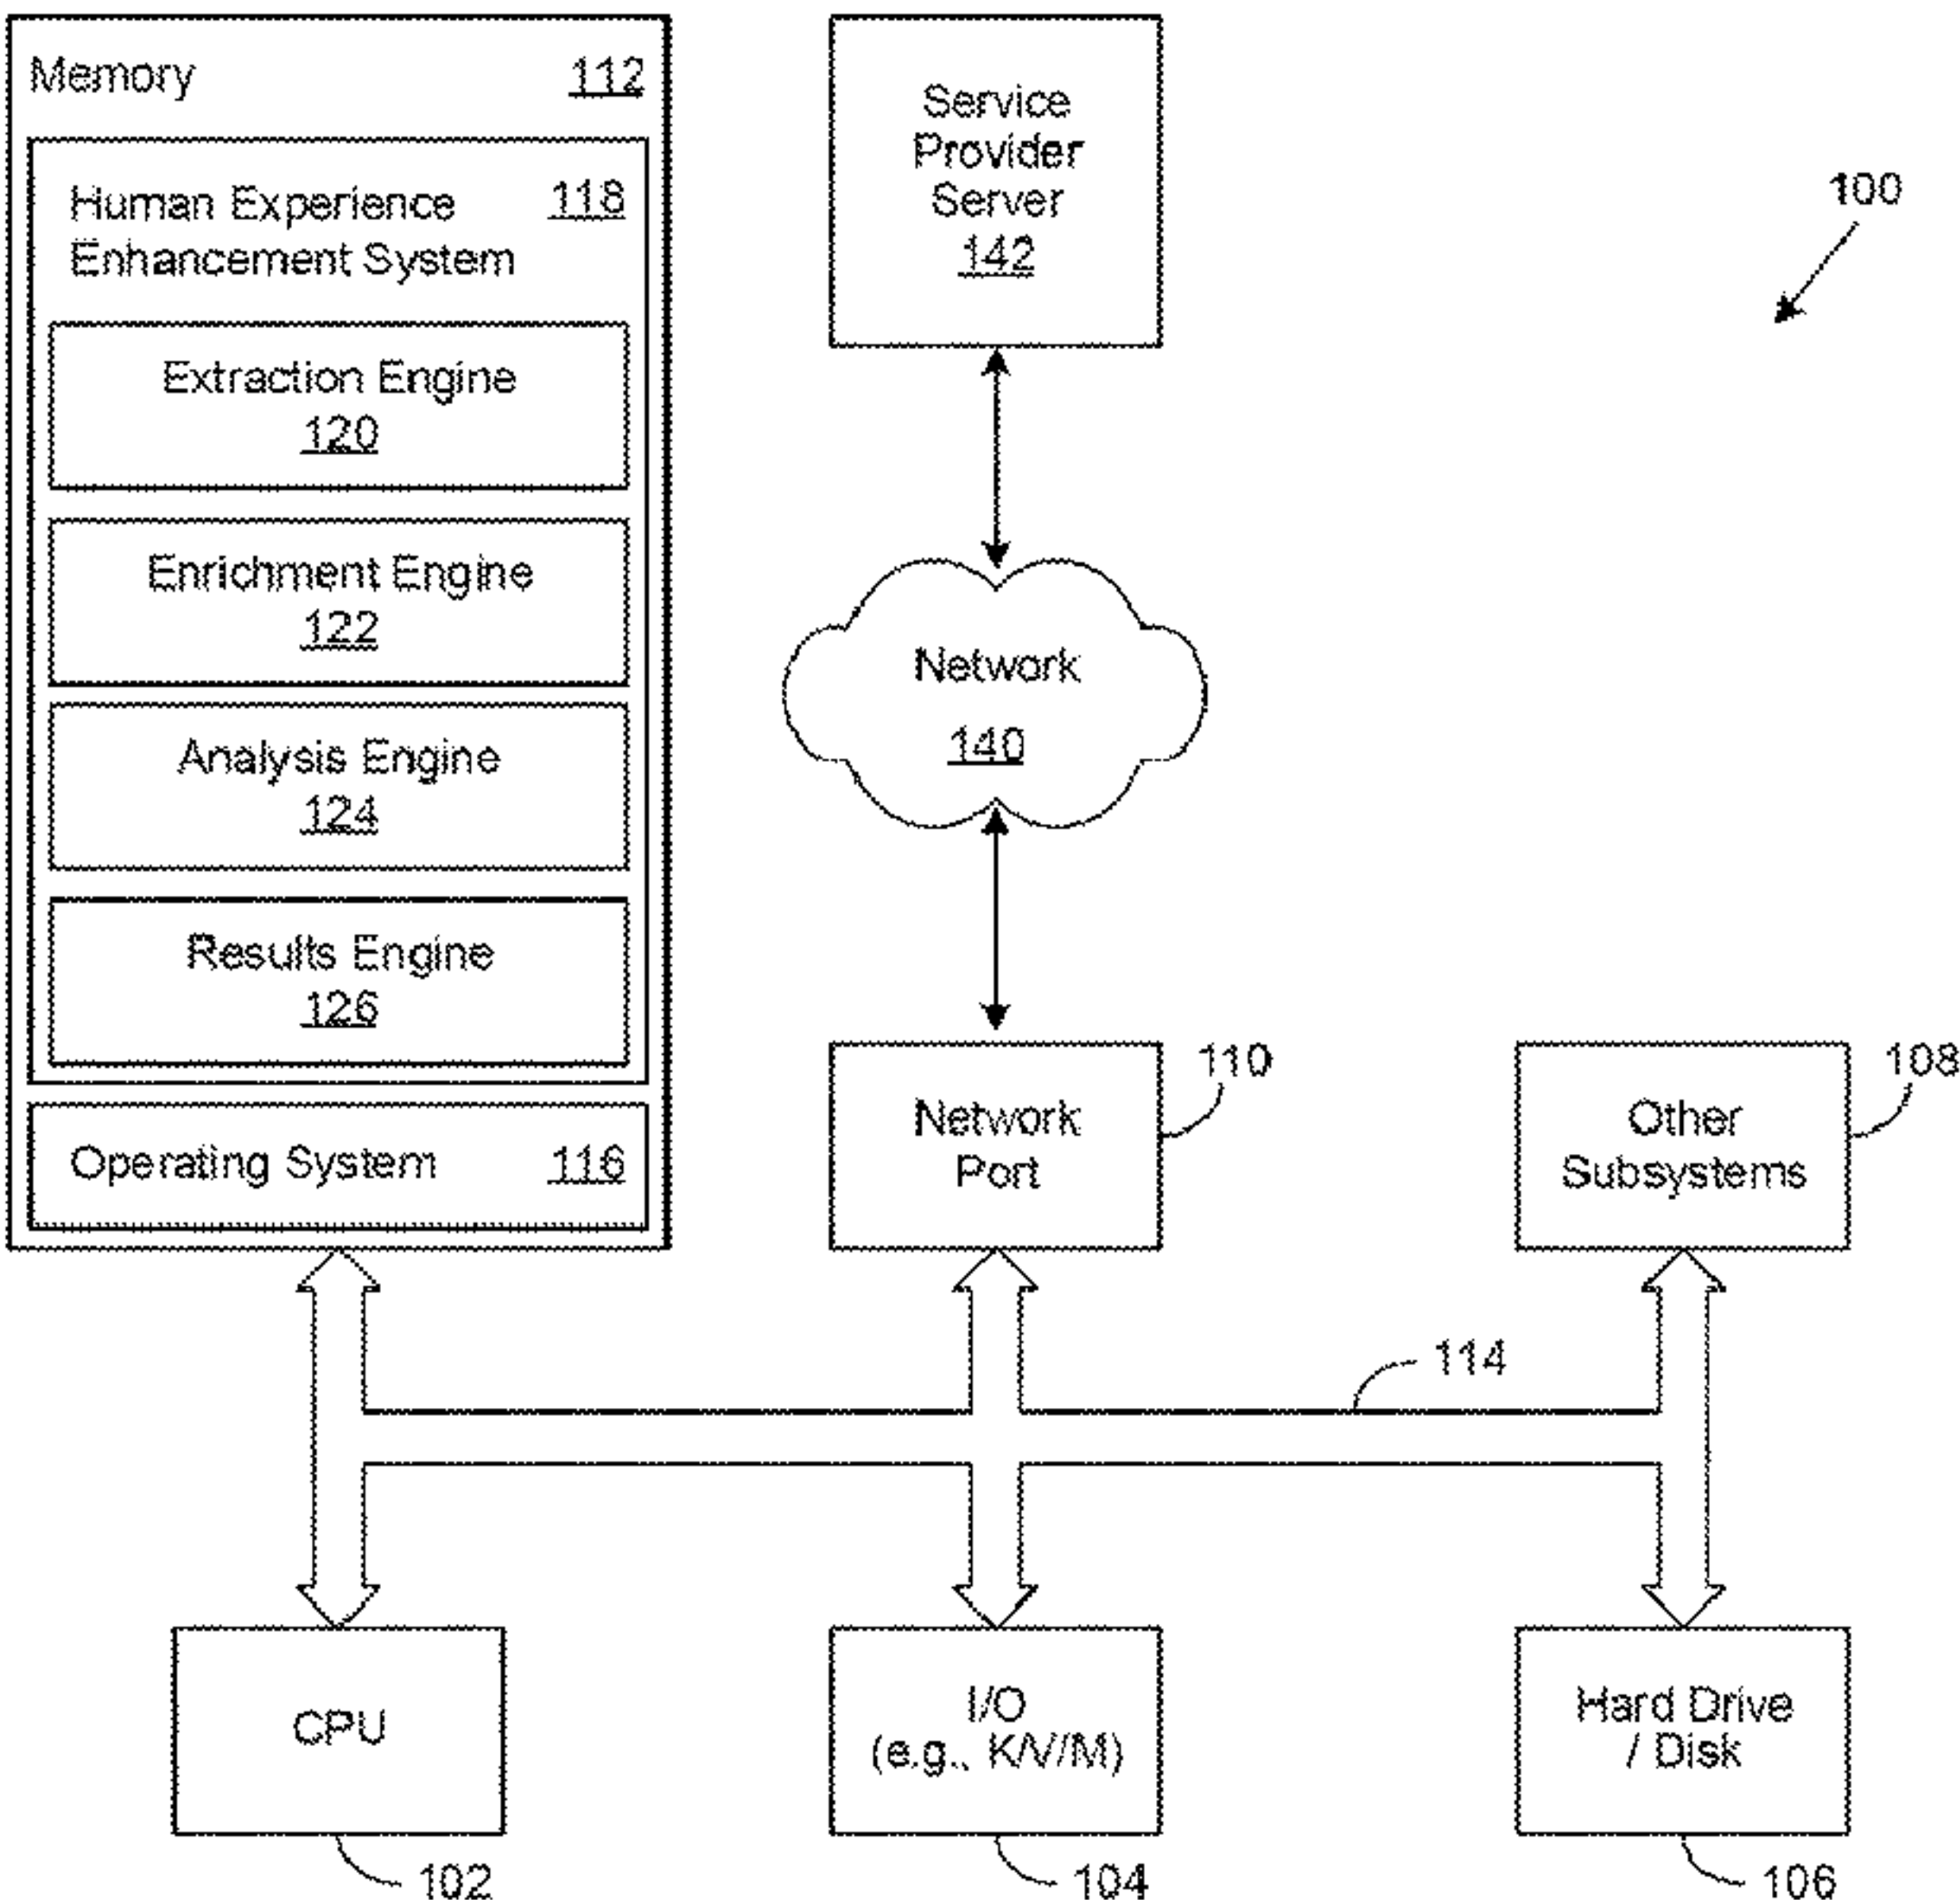 Memory 112
Human Experience 118
Enhancement System
Extraction Engine
120
Enrichment Engine
122
Analysis Engine
124
Results Engine
126
Operating System 116
Service
Provider
Server
142
100
Network
140
Network
Port
110
Other
Subsystems
108
114
CPU
102
I/O
(e.g., K/V//M)
104
Hard Drive
/ Disk
106